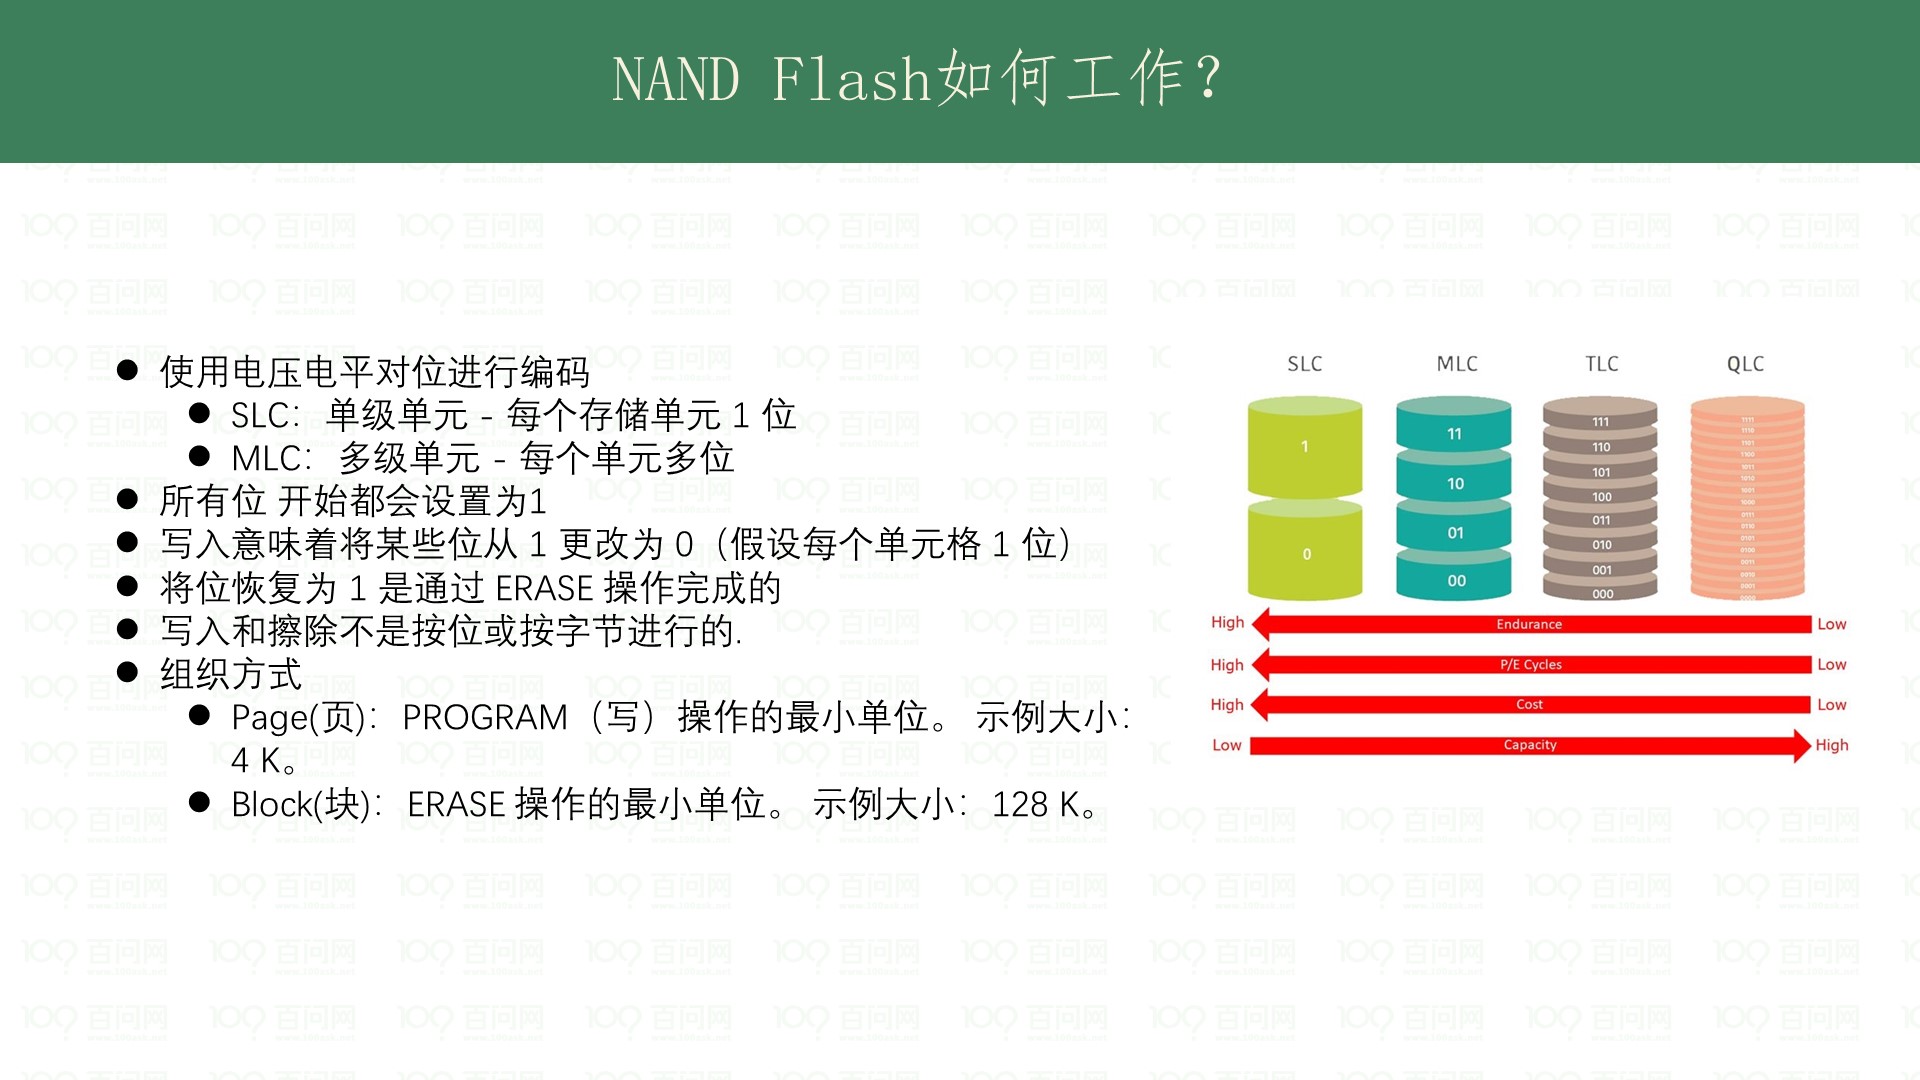 NAND Flash如何工作？
使用电压电平对位进行编码
SLC：单级单元 - 每个存储单元 1 位
MLC：多级单元 - 每个单元多位
所有位 开始都会设置为1
写入意味着将某些位从 1 更改为 0（假设每个单元格 1 位）
将位恢复为 1 是通过 ERASE 操作完成的
写入和擦除不是按位或按字节进行的.
组织方式
Page(页)：PROGRAM（写）操作的最小单位。 示例大小：
4 K。
Block(块)：ERASE 操作的最小单位。 示例大小：128 K。
SLC MLC TLC QLC
1
0
11
10
01
00
111
110
101
100
011
010
001
000
1111
1110
1101
1100
1011
1010
1001
1000
0111
0110
0101
0100
0011
0010
0001
0000
High Endurance Low
High P/E Cycles Low
High Cost Low
Low Capacity High
百问网
www.100ask.net